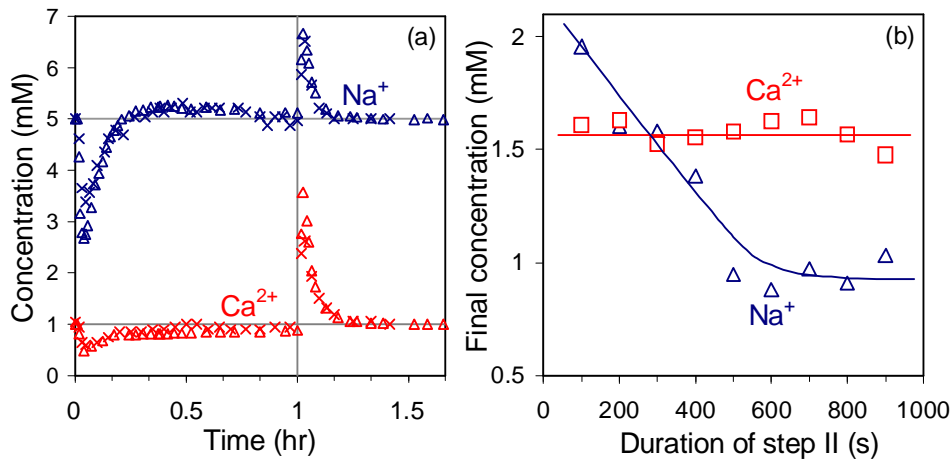 (a)
7
6
5
4
3
2
1
0
Concentration (mM)
Na+
Ca2+
0 0.5 1 1.5
Time (hr)
(b)
2
1.5
1
0.5
Final concentration (mM)
Ca2+
Na+
0 200 400 600 800 1000
Duration of step II (s)